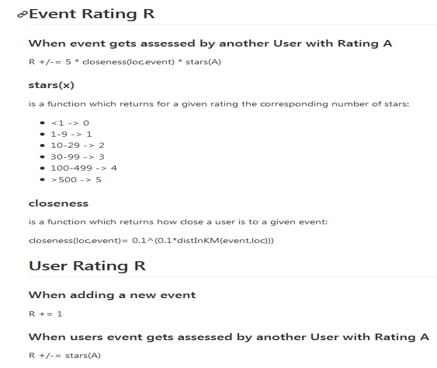 Event Rating R
When event gets assessed by another User with Rating A
R +/-= 5 * closeness(loc,event) * stars(A)
stars(x)
is a function which returns for a given rating the corresponding number of stars:
<1 -> 0
1-9 -> 1
10-29 -> 2
30-99 -> 3
100-499 -> 4
>500 -> 5
closeness
is a function which returns how close a user is to a given event:
closeness(loc,event)= 0.1^(0.1*distInKM(event,loc)))
User Rating R
When adding a new event
R += 1
When users event gets assessed by another User with Rating A
R +/-= stars(A)